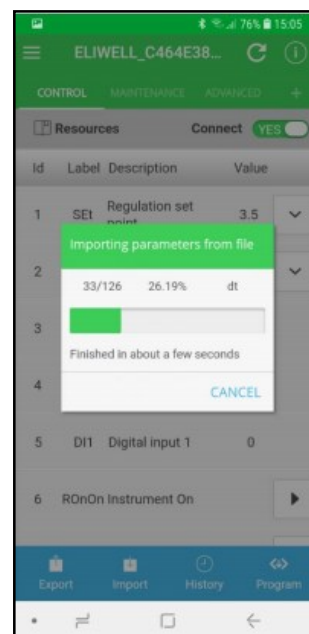 76% 15:05
ELIWELL_C464E38...
CONTROL MAINTENANCE ADVANCED +
Resources Connect YES
Id Label Description Value
1 SEt Regulation set 3.5
point
Importing parameters from file
2
33/126 26.19% dt
3
Finished in about a few seconds
4
CANCEL
5 DI1 Digital input 1 0
6 ROnOn Instrument On
Export Import History Program